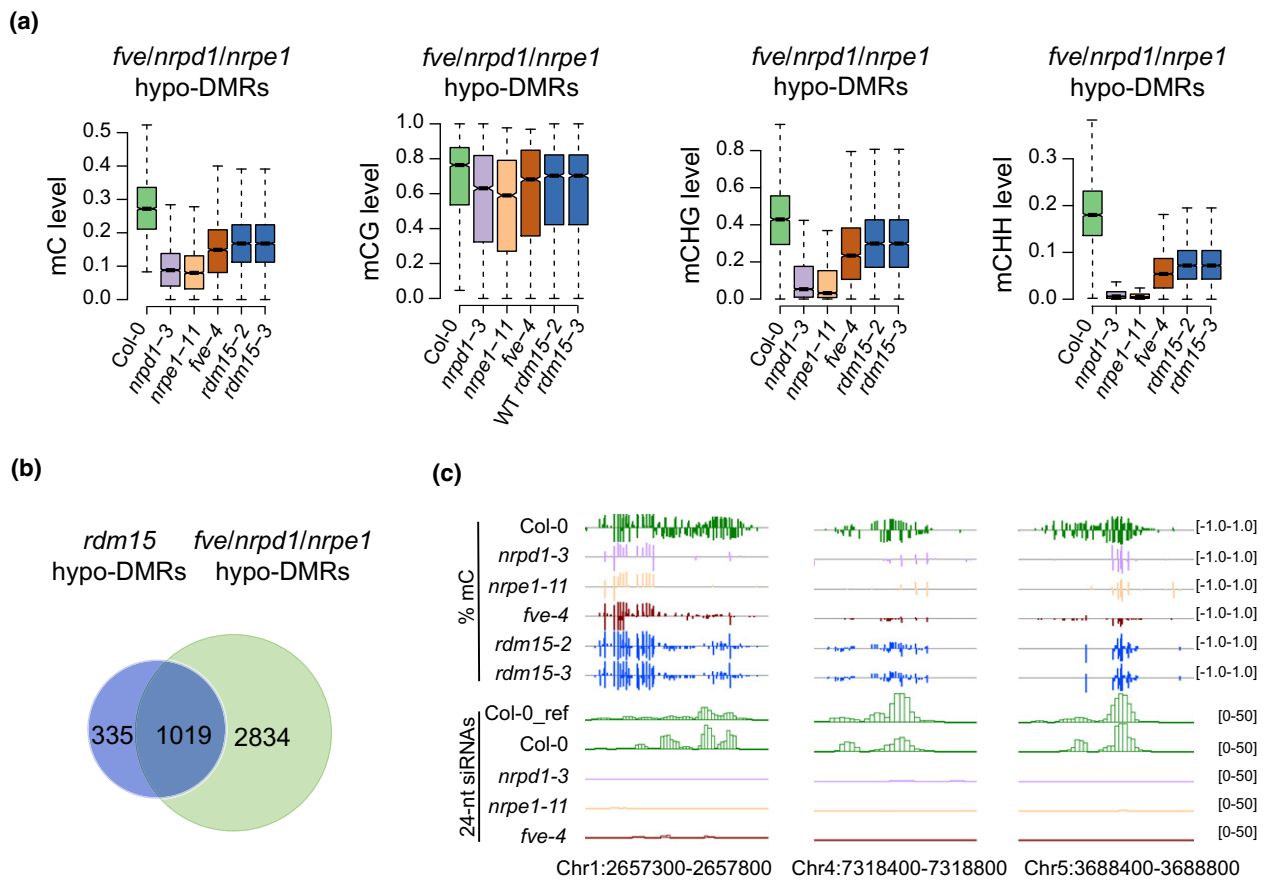 (a)
fve/nrpd1/nrpe1
hypo-DMRs
mC level
0.5
0.4
0.3
0.2
0.1
0.0
Col-0
nrpd1-3
nrpe1-11
fve-4
rdm15-2
rdm15-3
fve/nrpd1/nrpe1
hypo-DMRs
mCG level
1.0
0.8
0.6
0.4
0.2
0.0
Col-0
nrpd1-3
nrpe1-11
fve-4
WT rdm15-2
rdm15-3
fve/nrpd1/nrpe1
hypo-DMRs
mCHG level
0.8
0.4
0.2
0.0
Col-0
nrpd1-3
nrpe1-11
fve-4
rdm15-2
rdm15-3
fve/nrpd1/nrpe1
hypo-DMRs
mCHH level
0.3
0.2
0.1
0.0
Col-0
nrpd1-3
nrpe1-11
fve-4
rdm15-2
rdm15-3
(b)
rdm15
hypo-DMRs
fve/nrpd1/nrpe1
hypo-DMRs
335
1019
2834
(c)
% mC
Col-0
[-1.0-1.0]
nrpd1-3
[-1.0-1.0]
nrpe1-11
[-1.0-1.0]
fve-4
[-1.0-1.0]
rdm15-2
[-1.0-1.0]
rdm15-3
[-1.0-1.0]
24-nt siRNAs
Col-0_ref
[0-50]
Col-0
[0-50]
nrpd1-3
[0-50]
nrpe1-11
[0-50]
fve-4
[0-50]
Chr1:2657300-2657800
Chr4:7318400-7318800
Chr5:3688400-3688800